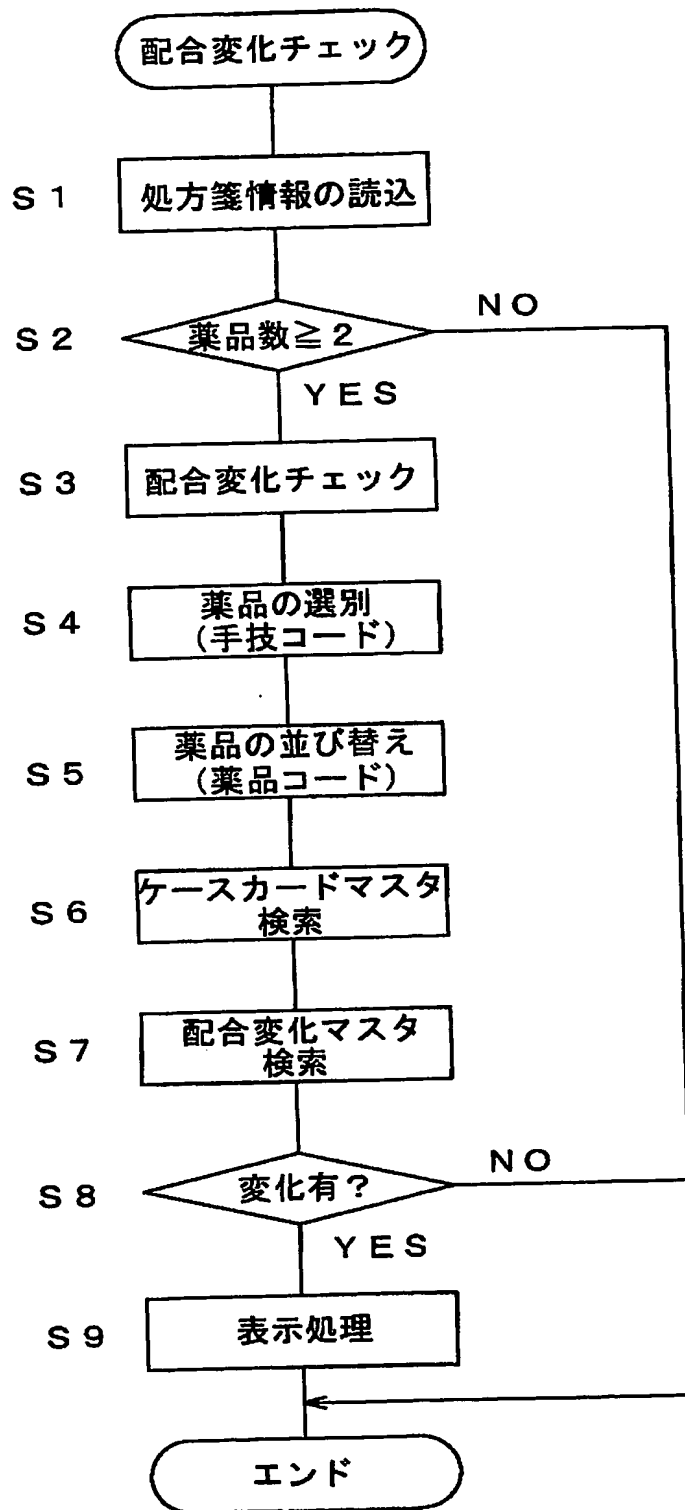 配合変化チェック
S1 処方箋情報の読込
S2 薬品数≧2 NO
YES
S3 配合変化チェック
S4 薬品の選別
(手技コード)
S5 薬品の並び替え
(薬品コード)
S6 ケースカードマスタ
検索
S7 配合変化マスタ
検索
S8 変化有? NO
YES
S9 表示処理
エンド